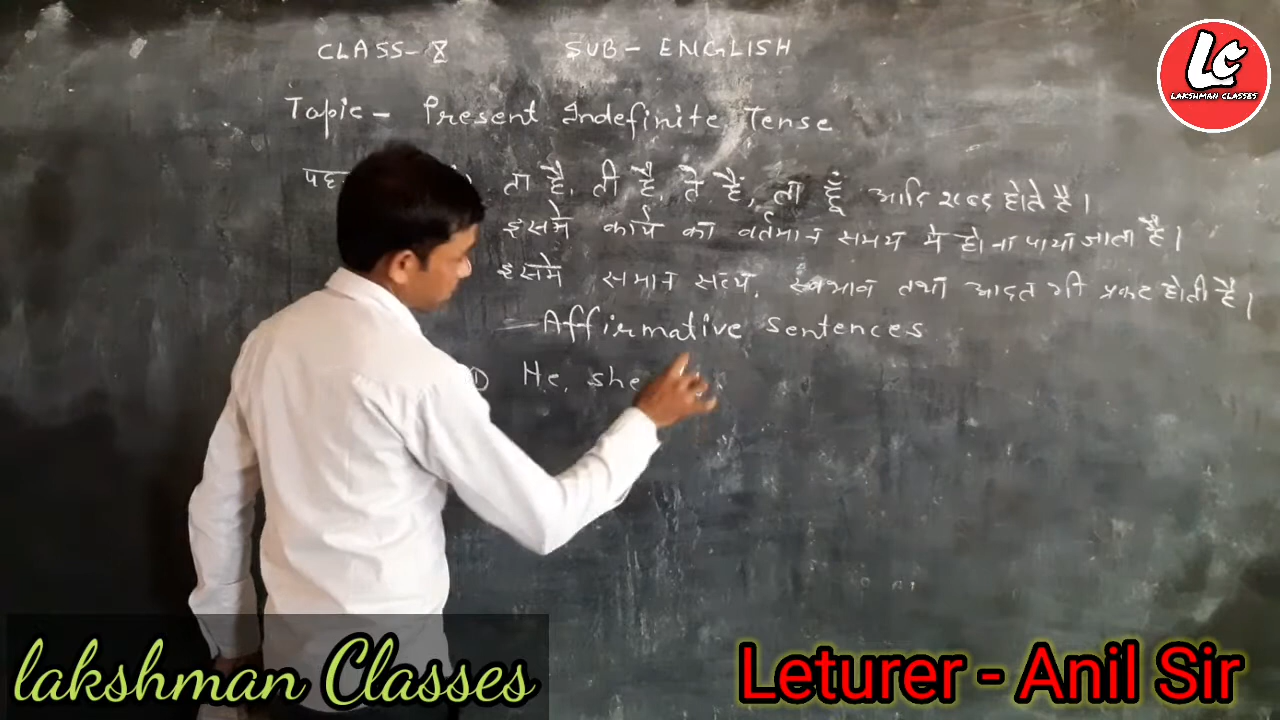 CLASS-X SUB- ENGLISH
LC
LAKSHMAN CLASSES
Topic - Present Indefinite Tense
ता है, ती है, ते हैं, ता हूँ आदि शब्द होते है।
इसमे कार्य का वर्तमान समय मे होना पाया जाता है।
इसमे समान सत्य, स्वभाव तथा आदत भी प्रकट होती है।
- Affirmative sentences
① He, she
lakshman Classes
Leturer - Anil Sir